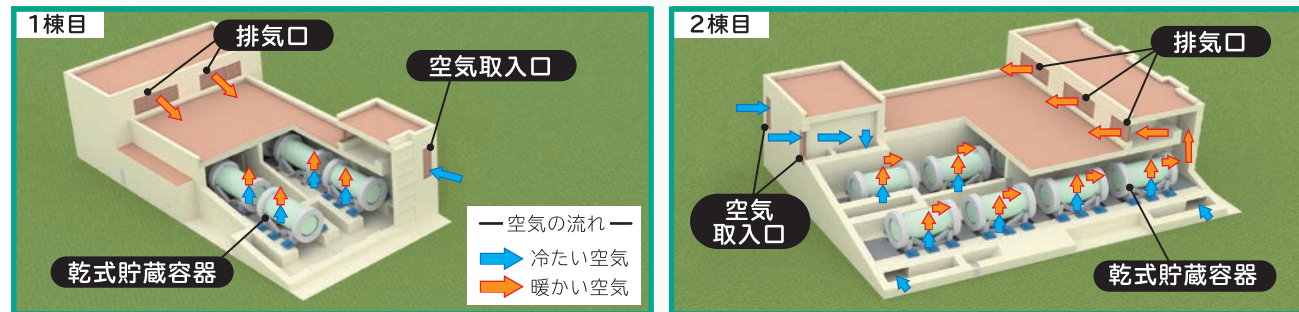 1棟目
排気口
空気取入口
乾式貯蔵容器
空気の流れ
冷たい空気
暖かい空気
2棟目
排気口
空気
取入口
乾式貯蔵容器